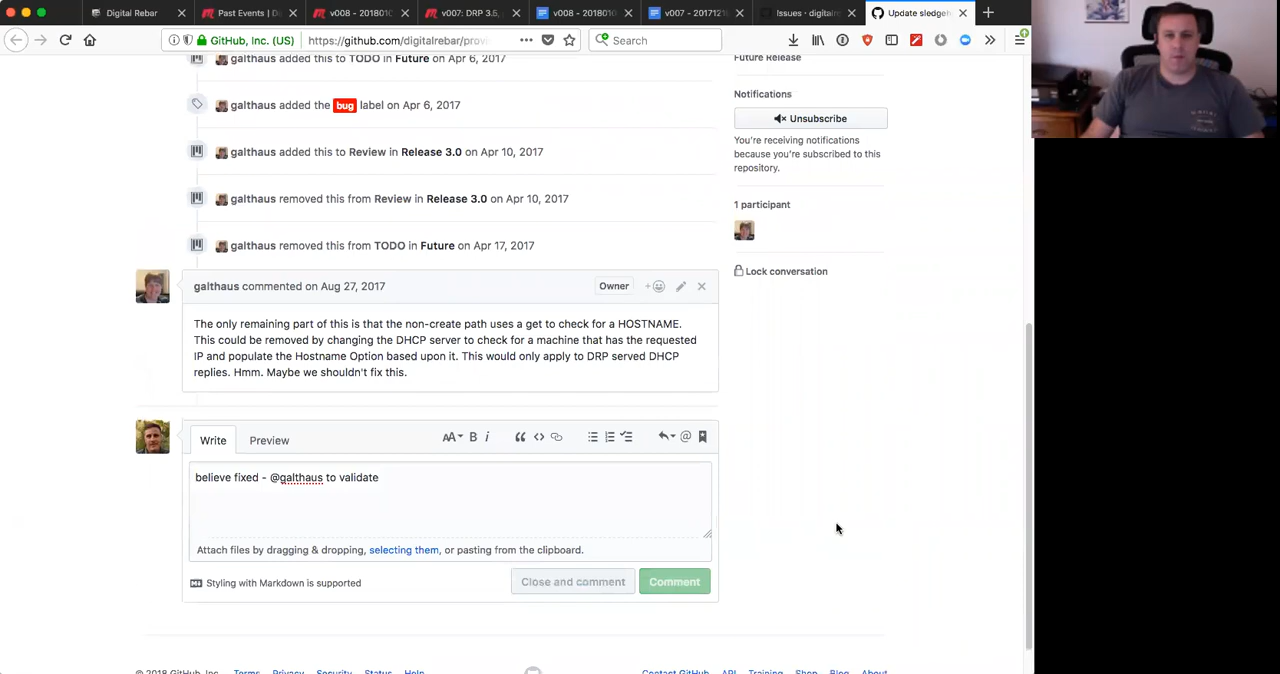 Digital Rebar
Past Events | D
v008 - 201801
v007: DRP 3.5,
v008 - 201801
v007 - 2017121
Issues · digitalre
Update sledgeh
GitHub, Inc. (US)
https://github.com/digitalrebar/prov
Search
galthaus added this to TODO in Future on Apr 6, 2017
Future Release
galthaus added the bug label on Apr 6, 2017
Notifications
Unsubscribe
You're receiving notifications
because you're subscribed to this
repository.
galthaus added this to Review in Release 3.0 on Apr 10, 2017
galthaus removed this from Review in Release 3.0 on Apr 10, 2017
1 participant
galthaus removed this from TODO in Future on Apr 17, 2017
Lock conversation
galthaus commented on Aug 27, 2017
Owner
The only remaining part of this is that the non-create path uses a get to check for a HOSTNAME.
This could be removed by changing the DHCP server to check for a machine that has the requested
IP and populate the Hostname Option based upon it. This would only apply to DRP served DHCP
replies. Hmm. Maybe we shouldn't fix this.
Write
Preview
AA B i
believe fixed - @galthaus to validate
Attach files by dragging & dropping, selecting them, or pasting from the clipboard.
Styling with Markdown is supported
Close and comment
Comment
© 2018 GitHub, Inc. Terms Privacy Security Status Help
Contact GitHub API Training Shop Blog About